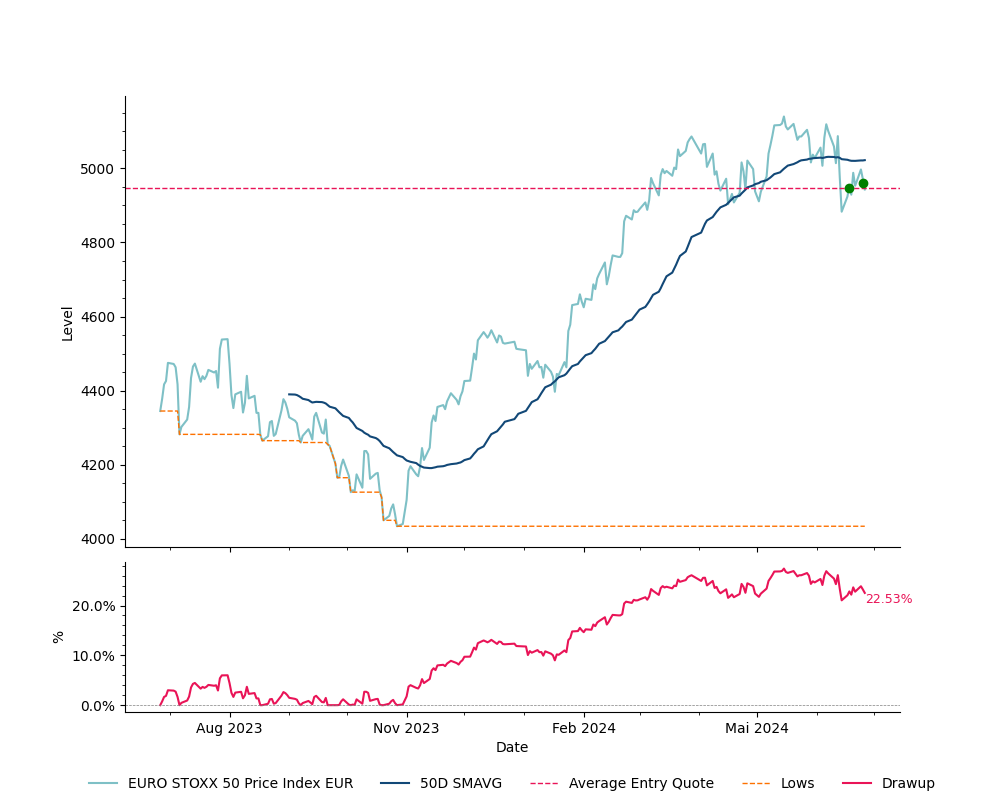 5000
4800
4600
4400
4200
4000
Level
20.0%
10.0%
0.0%
%
22.53%
Aug 2023 Nov 2023 Feb 2024 Mai 2024
Date
EURO STOXX 50 Price Index EUR 50D SMAVG Average Entry Quote Lows Drawup